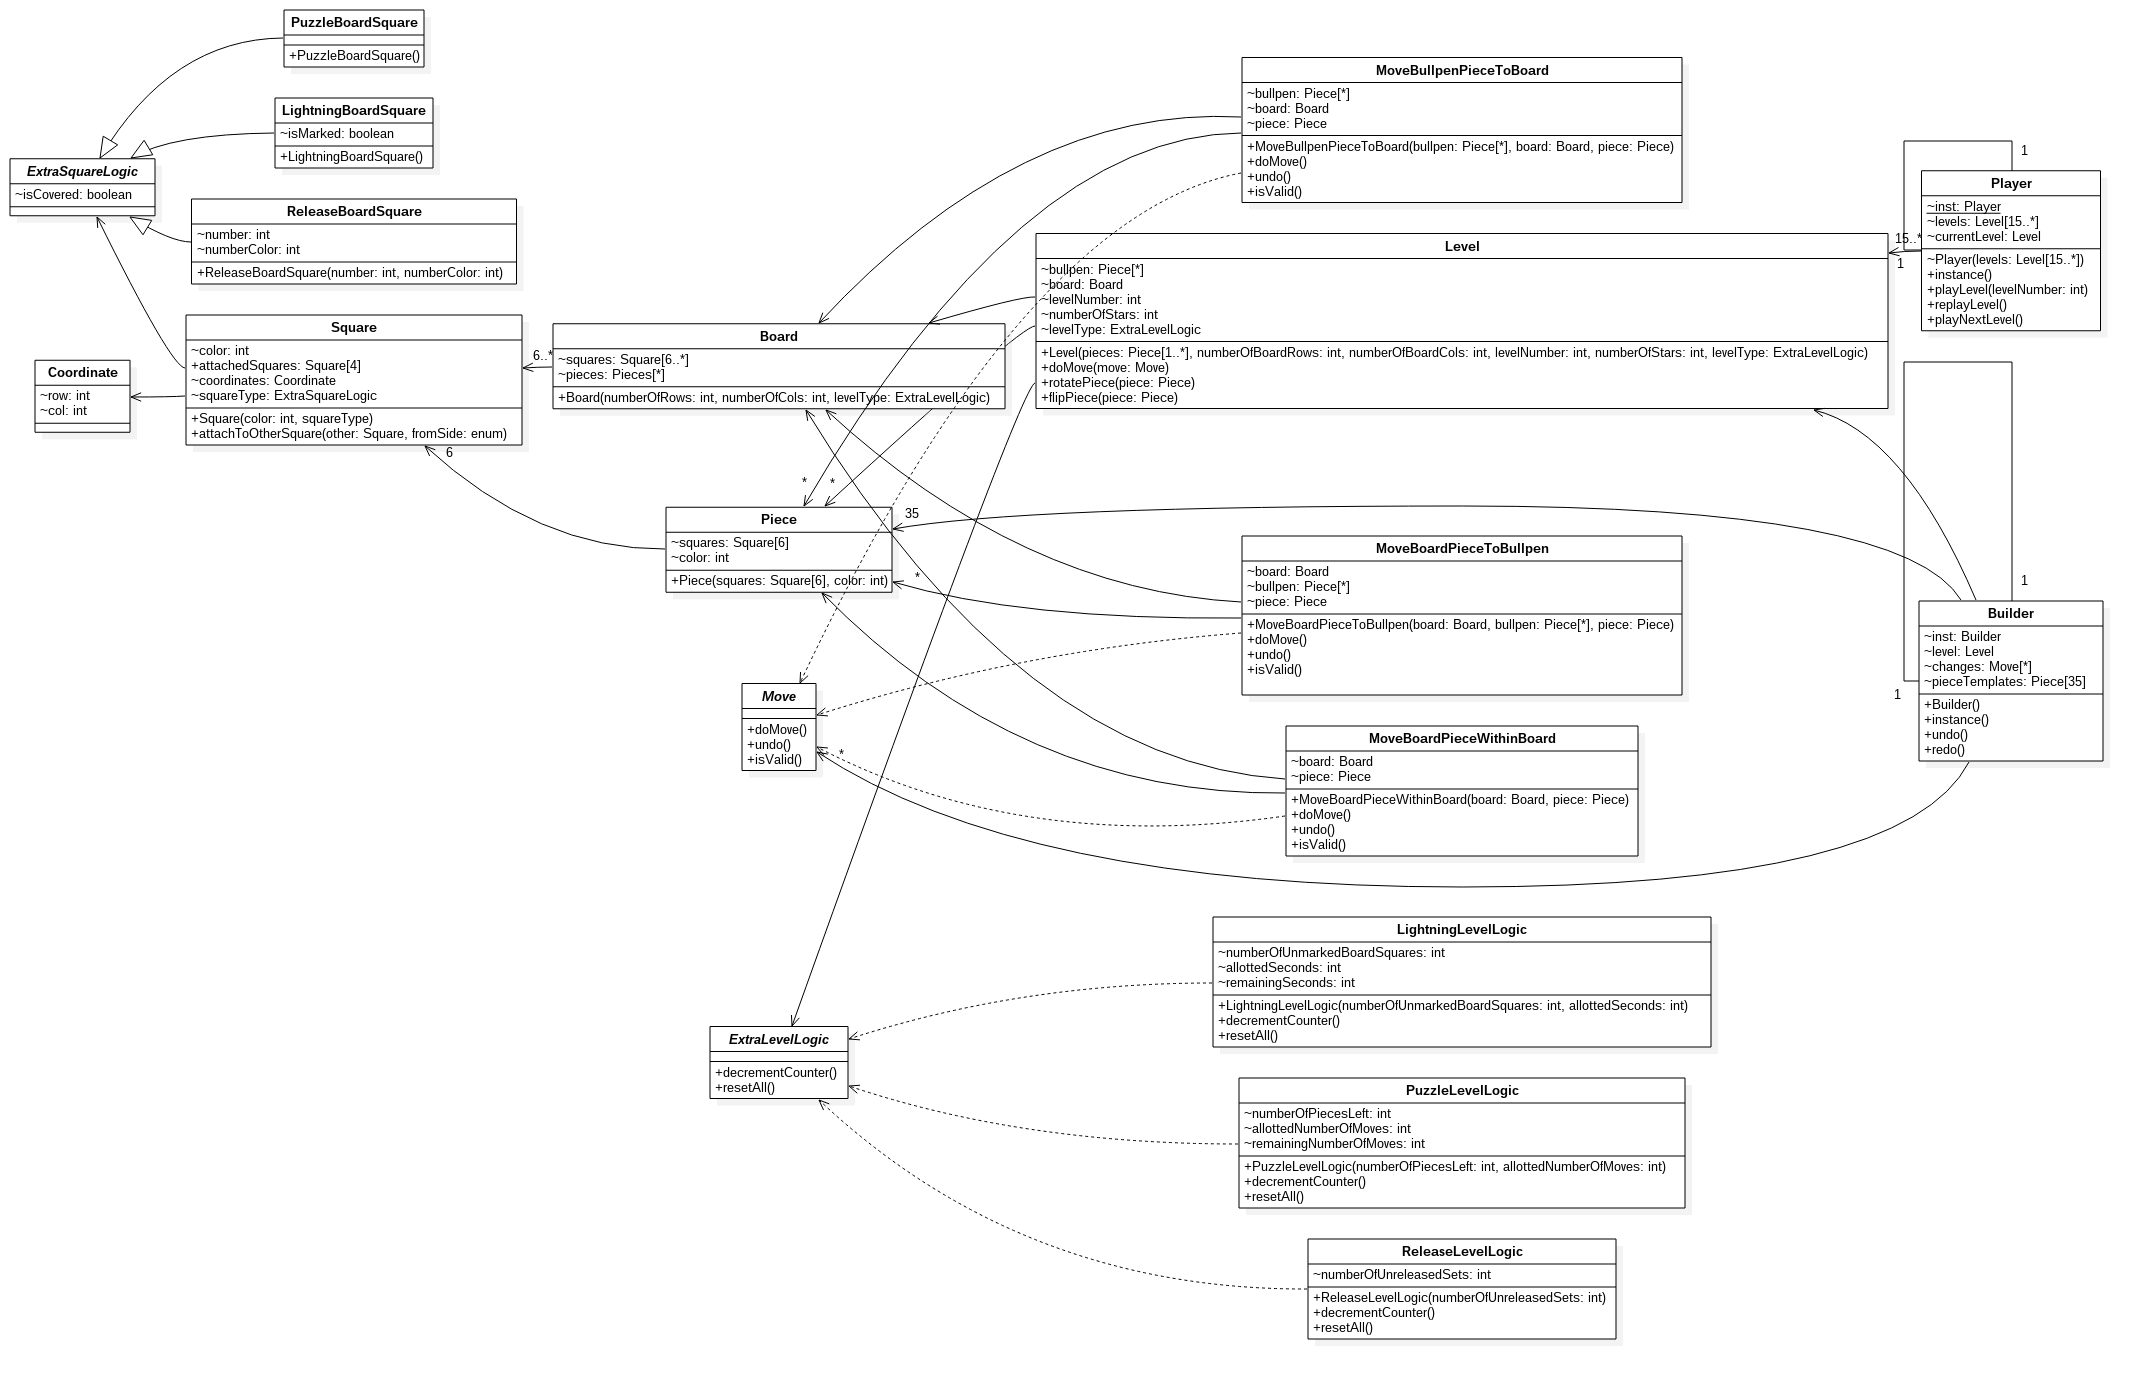 PuzzleBoardSquare
+PuzzleBoardSquare()
LightningBoardSquare
~isMarked: boolean
+LightningBoardSquare()
ExtraSquareLogic
~isCovered: boolean
ReleaseBoardSquare
~number: int
~numberColor: int
+ReleaseBoardSquare(number: int, numberColor: int)
Square
~color: int
+attachedSquares: Square[4]
~coordinates: Coordinate
~squareType: ExtraSquareLogic
+Square(color: int, squareType)
+attachToOtherSquare(other: Square, fromSide: enum)
6
Coordinate
~row: int
~col: int
6..*
Board
~squares: Square[6..*]
~pieces: Pieces[*]
+Board(numberOfRows: int, numberOfCols: int, levelType: ExtraLevelLogic)
MoveBullpenPieceToBoard
~bullpen: Piece[*]
~board: Board
~piece: Piece
+MoveBullpenPieceToBoard(bullpen: Piece[*], board: Board, piece: Piece)
+doMove()
+undo()
+isValid()
Level
~bullpen: Piece[*]
~board: Board
~levelNumber: int
~numberOfStars: int
~levelType: ExtraLevelLogic
+Level(pieces: Piece[1..*], numberOfBoardRows: int, numberOfBoardCols: int, levelNumber: int, numberOfStars: int, levelType: ExtraLevelLogic)
+doMove(move: Move)
+rotatePiece(piece: Piece)
+flipPiece(piece: Piece)
1
15..*
1
Player
~inst: Player
~levels: Level[15..*]
~currentLevel: Level
~Player(levels: Level[15..*])
+instance()
+playLevel(levelNumber: int)
+replayLevel()
+playNextLevel()
*
*
35
*
Piece
~squares: Square[6]
~color: int
+Piece(squares: Square[6], color: int)
MoveBoardPieceToBullpen
~board: Board
~bullpen: Piece[*]
~piece: Piece
+MoveBoardPieceToBullpen(board: Board, bullpen: Piece[*], piece: Piece)
+doMove()
+undo()
+isValid()
1
1
Builder
~inst: Builder
~level: Level
~changes: Move[*]
~pieceTemplates: Piece[35]
+Builder()
+instance()
+undo()
+redo()
Move
+doMove()
+undo()
+isValid()
*
MoveBoardPieceWithinBoard
~board: Board
~piece: Piece
+MoveBoardPieceWithinBoard(board: Board, piece: Piece)
+doMove()
+undo()
+isValid()
LightningLevelLogic
~numberOfUnmarkedBoardSquares: int
~allottedSeconds: int
~remainingSeconds: int
+LightningLevelLogic(numberOfUnmarkedBoardSquares: int, allottedSeconds: int)
+decrementCounter()
+resetAll()
ExtraLevelLogic
+decrementCounter()
+resetAll()
PuzzleLevelLogic
~numberOfPiecesLeft: int
~allottedNumberOfMoves: int
~remainingNumberOfMoves: int
+PuzzleLevelLogic(numberOfPiecesLeft: int, allottedNumberOfMoves: int)
+decrementCounter()
+resetAll()
ReleaseLevelLogic
~numberOfUnreleasedSets: int
+ReleaseLevelLogic(numberOfUnreleasedSets: int)
+decrementCounter()
+resetAll()